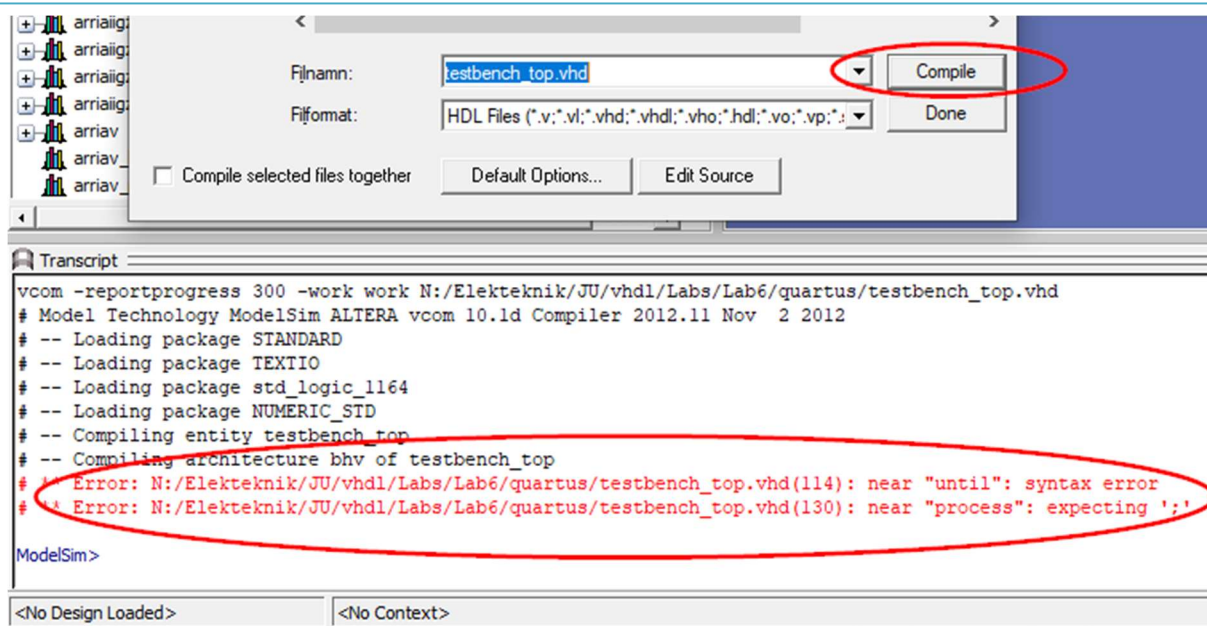 arriaiigz
<
>
arriaiigz
arriaiigz
Filnamn:
testbench_top.vhd
Compile
arriaiigz
Filformat:
HDL Files (*.v;*.vl;*.vhd;*.vhdl;*.vho;*.hdl;*.vo;*.vp;*.
Done
arriav
arriav_
Compile selected files together
Default Options...
Edit Source
arriav_
Transcript
vcom -reportprogress 300 -work work N:/Elekteknik/JU/vhdl/Labs/Lab6/quartus/testbench_top.vhd
# Model Technology ModelSim ALTERA vcom 10.1d Compiler 2012.11 Nov 2 2012
# -- Loading package STANDARD
# -- Loading package TEXTIO
# -- Loading package std_logic_1164
# -- Loading package NUMERIC_STD
# -- Compiling entity testbench_top
# -- Compiling architecture bhv of testbench_top
# ** Error: N:/Elekteknik/JU/vhdl/Labs/Lab6/quartus/testbench_top.vhd(114): near "until": syntax error
# ** Error: N:/Elekteknik/JU/vhdl/Labs/Lab6/quartus/testbench_top.vhd(130): near "process": expecting ';'
ModelSim>
<No Design Loaded>
<No Context>